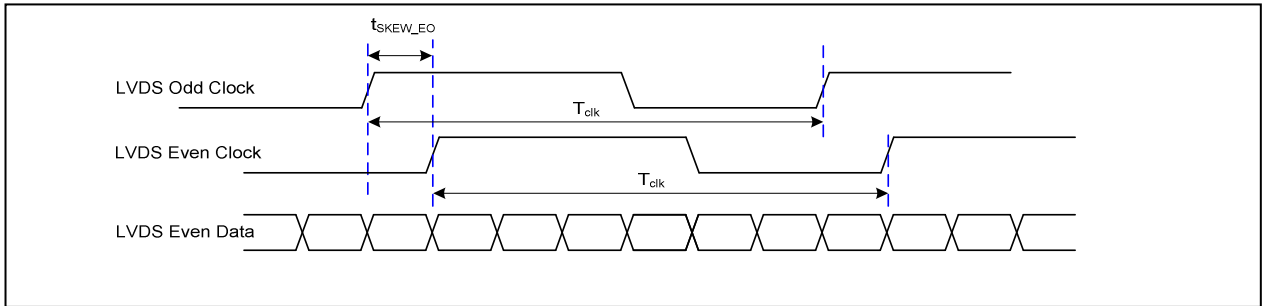 tSKEW_EO
LVDS Odd Clock
Tclk
LVDS Even Clock
Tclk
LVDS Even Data